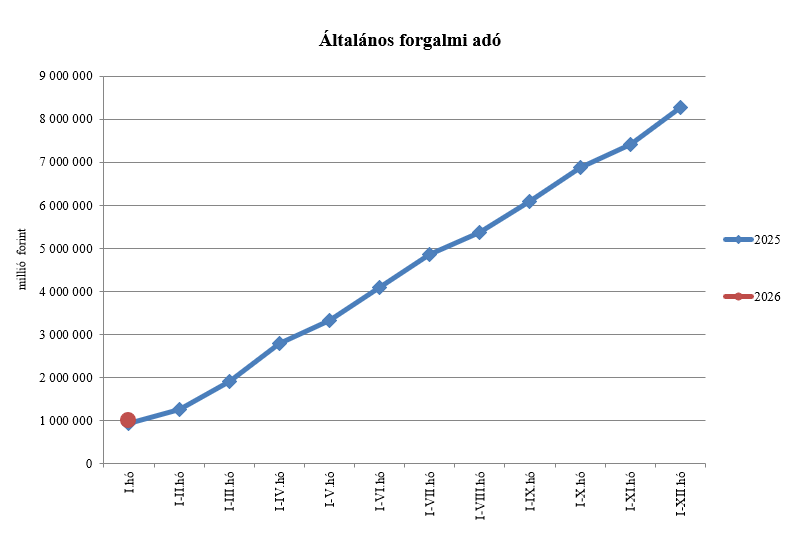 Általános forgalmi adó
9 000 000
8 000 000
7 000 000
6 000 000
5 000 000
4 000 000
3 000 000
2 000 000
1 000 000
0
millió forint
I.hó
I-II.hó
I-III.hó
I-IV.hó
I-V.hó
I-VI.hó
I-VII.hó
I-VIII.hó
I-IX.hó
I-X.hó
I-XI.hó
I-XII.hó
2025
2026